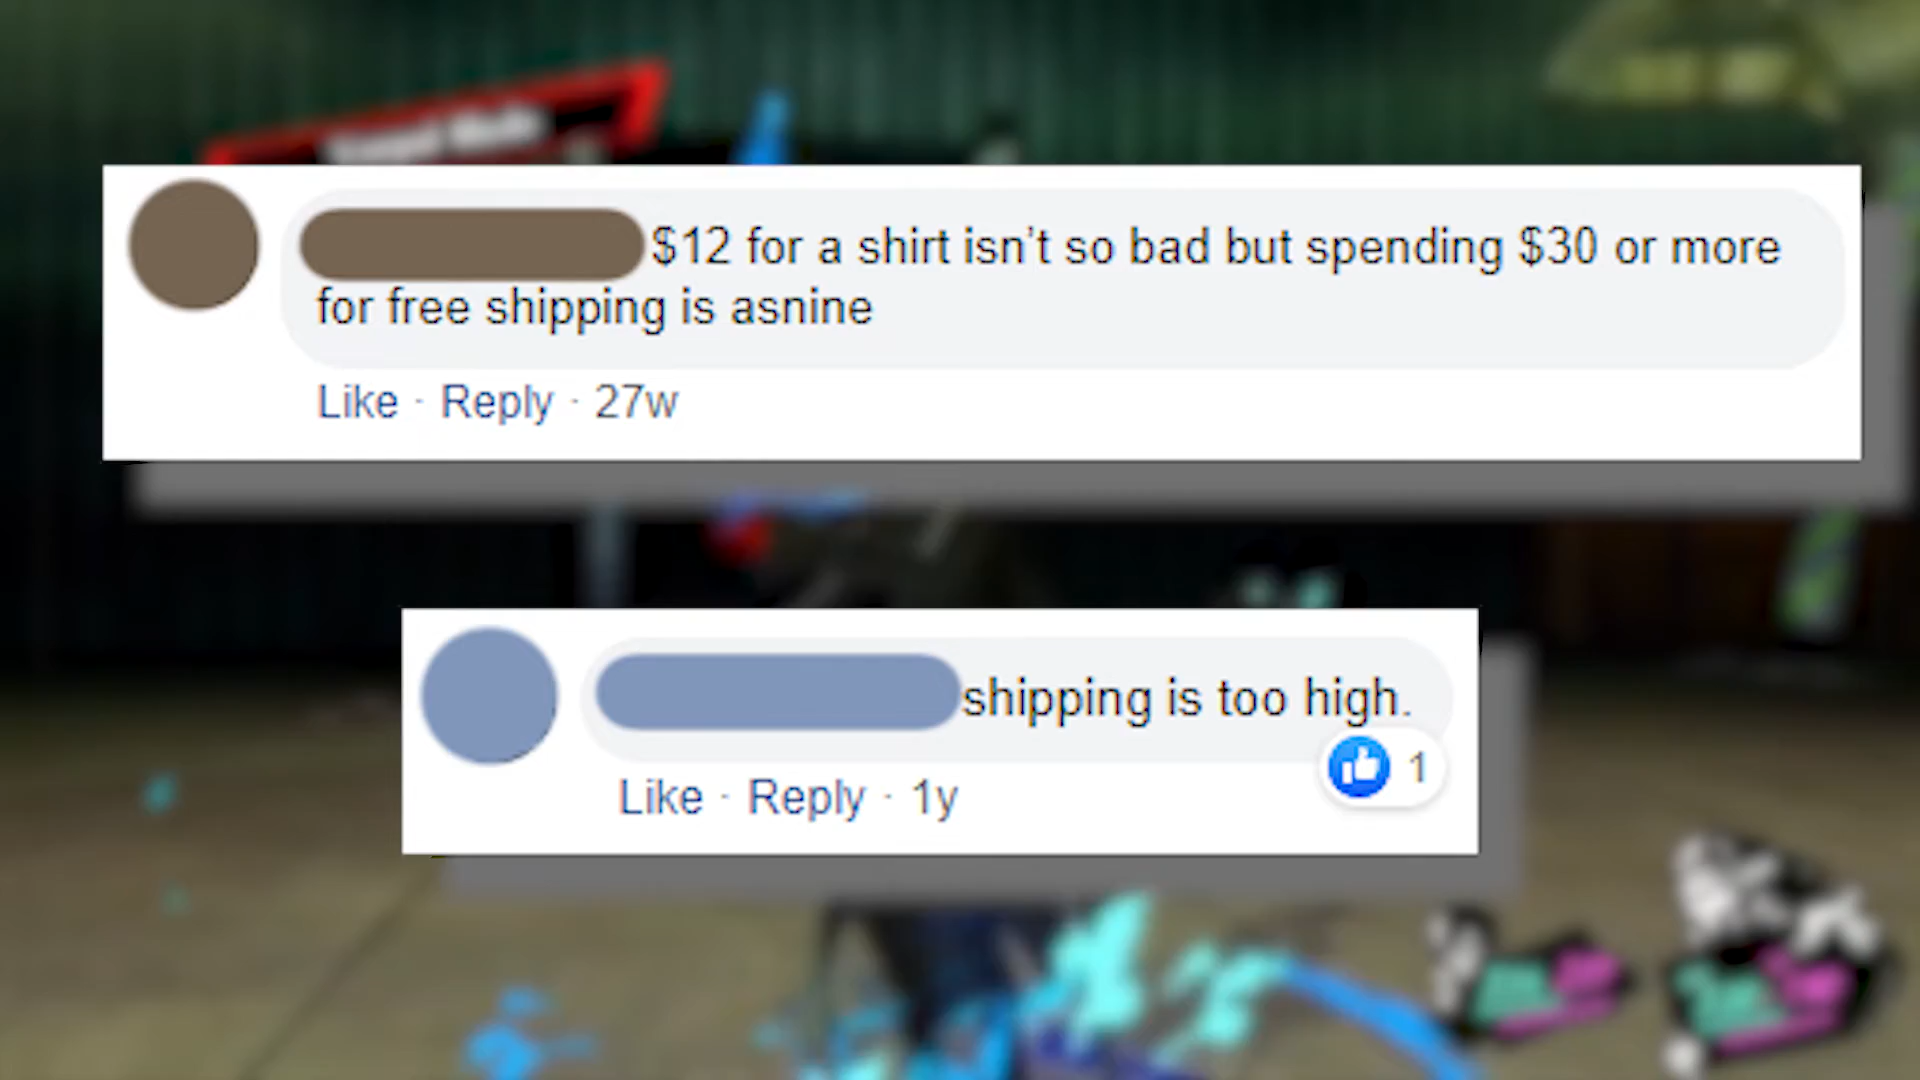 $12 for a shirt isn't so bad but spending $30 or more
for free shipping is asnine
Like · Reply · 27w
shipping is too high.
1
Like · Reply · 1y